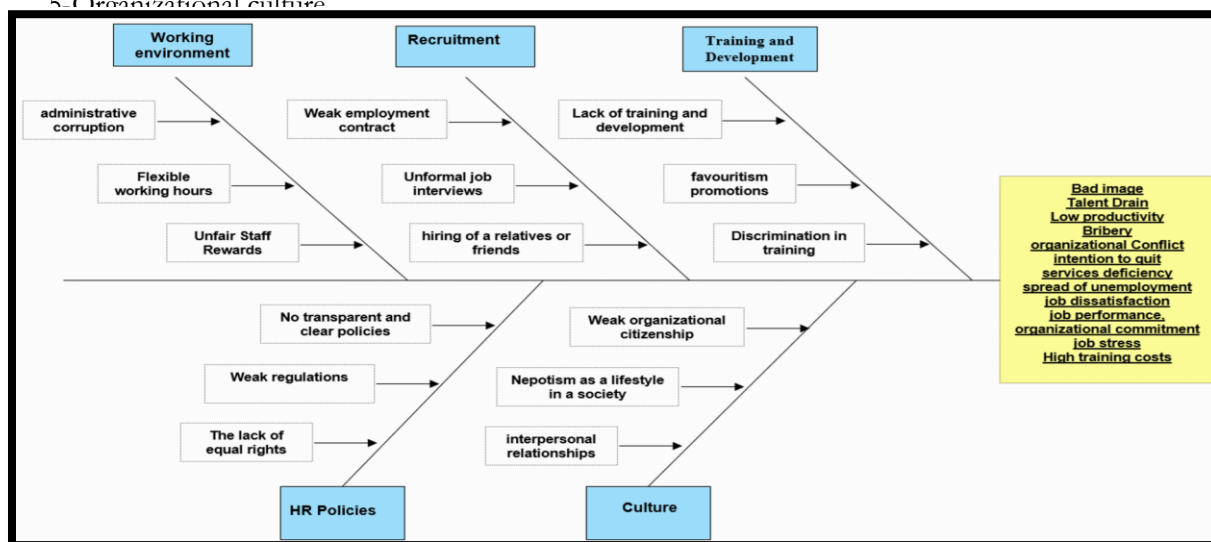 5-Organizational culture
Working
environment
Recruitment
Training and
Development
administrative
corruption
Weak employment
contract
Lack of training and
development
Flexible
working hours
Unformal job
interviews
favouritism
promotions
Unfair Staff
Rewards
hiring of a relatives or
friends
Discrimination in
training
Bad image
Talent Drain
Low productivity
Bribery
organizational Conflict
intention to quit
services deficiency
spread of unemployment
job dissatisfaction
job performance,
organizational commitment
job stress
High training costs
No transparent and
clear policies
Weak organizational
citizenship
Weak regulations
Nepotism as a lifestyle
in a society
The lack of
equal rights
interpersonal
relationships
HR Policies
Culture